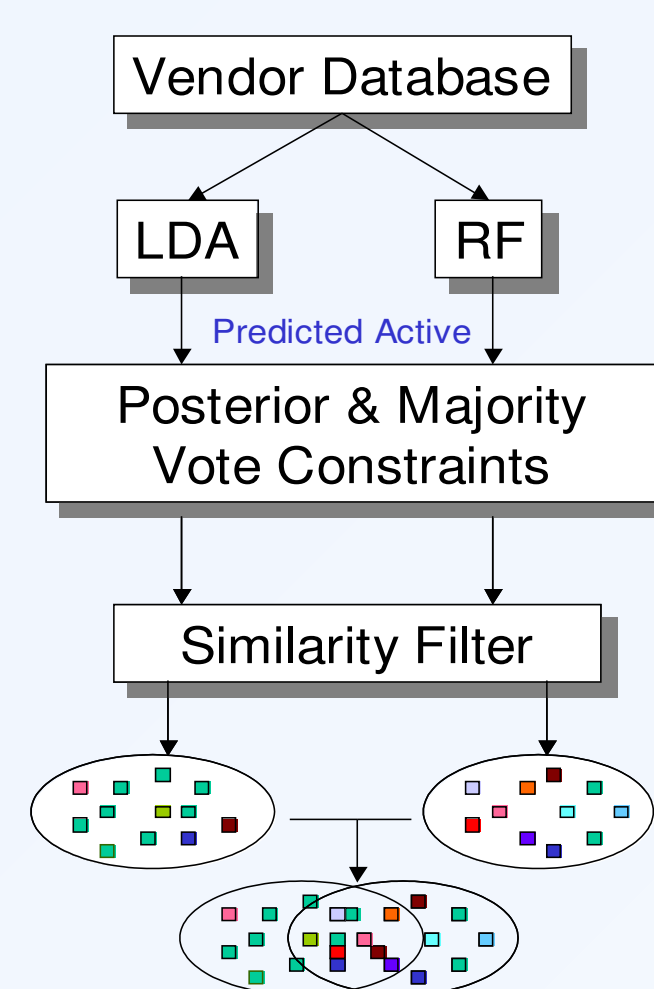 Vendor Database
LDA
RF
Predicted Active
Posterior & Majority
Vote Constraints
Similarity Filter